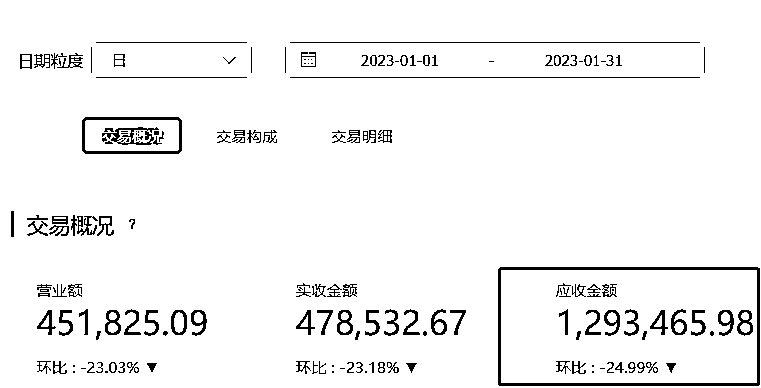 日期粒度 日 2023-01-01 - 2023-01-31
交易概况 交易构成 交易明细
交易概况 ?
营业额 实收金额 应收金额
451,825.09 478,532.67 1,293,465.98
环比：-23.03% ▼ 环比：-23.18% ▼ 环比：-24.99% ▼